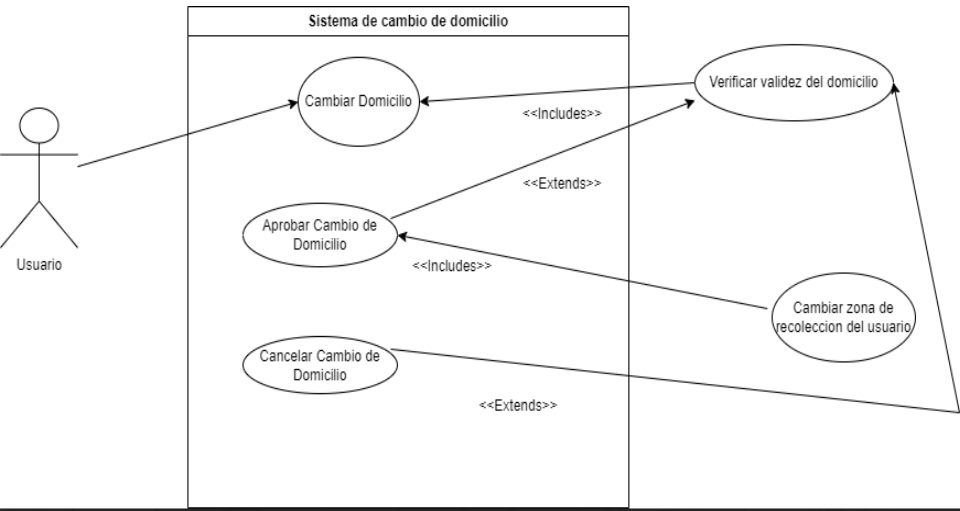 Sistema de cambio de domicilio
Cambiar Domicilio
Verificar validez del domicilio
<<Includes>>
<<Extends>>
Aprobar Cambio de
Domicilio
Usuario
<<Includes>>
Cambiar zona de
recoleccion del usuario
Cancelar Cambio de
Domicilio
<<Extends>>